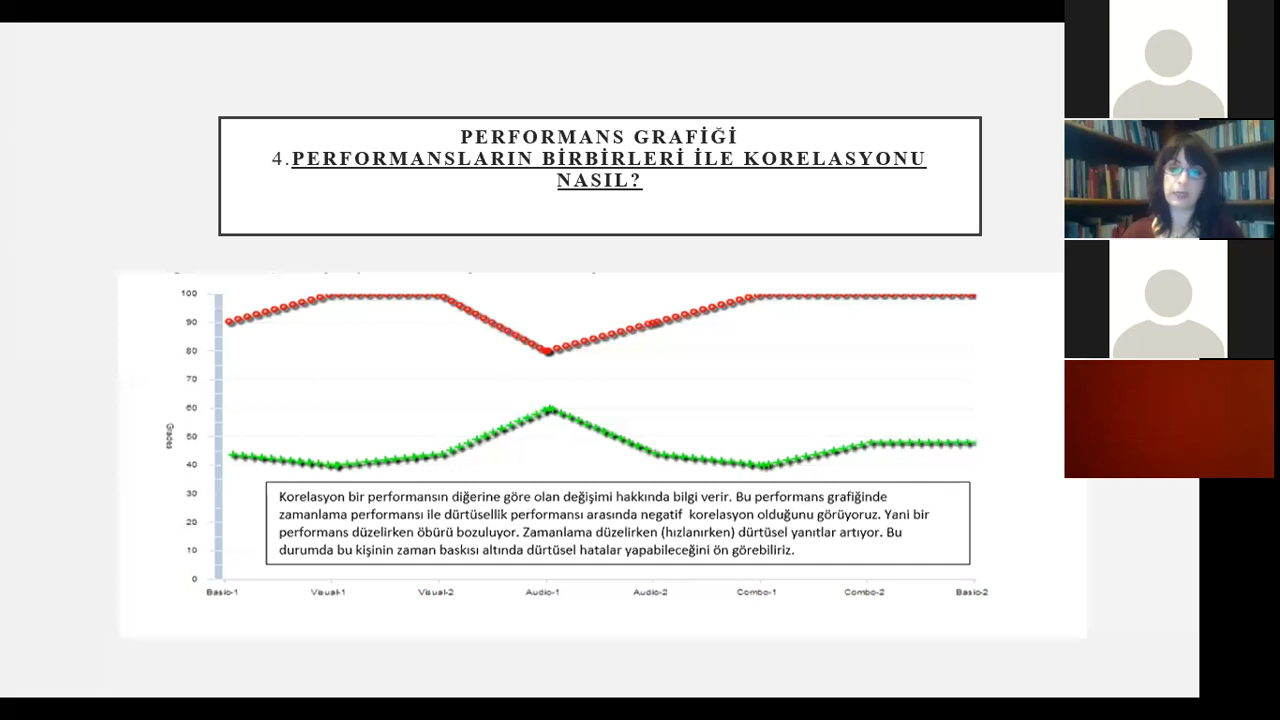 PERFORMANS GRAFİĞİ
4.PERFORMANSLARIN BİRBİRLERİ İLE KORELASYONU
NASIL?
100
90
80
70
60
50
40
30
20
10
0
Grades
Korelasyon bir performansın diğerine göre olan değişimi hakkında bilgi verir. Bu performans grafiğinde
zamanlama performansı ile dürtüsellik performansı arasında negatif korelasyon olduğunu görüyoruz. Yani bir
performans düzelirken öbürü bozuluyor. Zamanlama düzelirken (hızlanırken) dürtüsel yanıtlar artıyor. Bu
durumda bu kişinin zaman baskısı altında dürtüsel hatalar yapabileceğini ön görebiliriz.
Basic-1 Visual-1 Visual-2 Audio-1 Audio-2 Combo-1 Combo-2 Basic-2